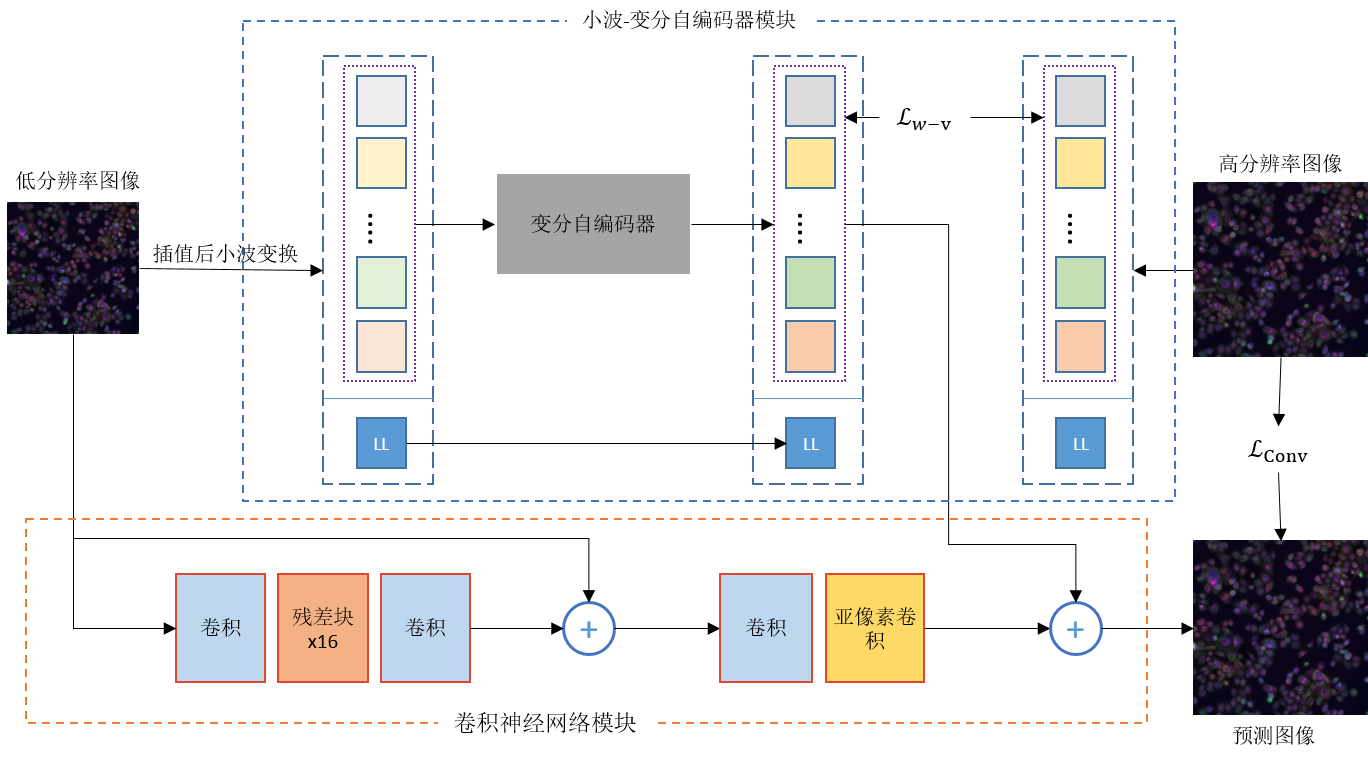 小波-变分自编码器模块
ℒw−v
低分辨率图像
高分辨率图像
插值后小波变换
变分自编码器
LL
LL
LL
ℒConv
卷积
残差块
x16
卷积
+
卷积
亚像素卷
积
+
卷积神经网络模块
预测图像